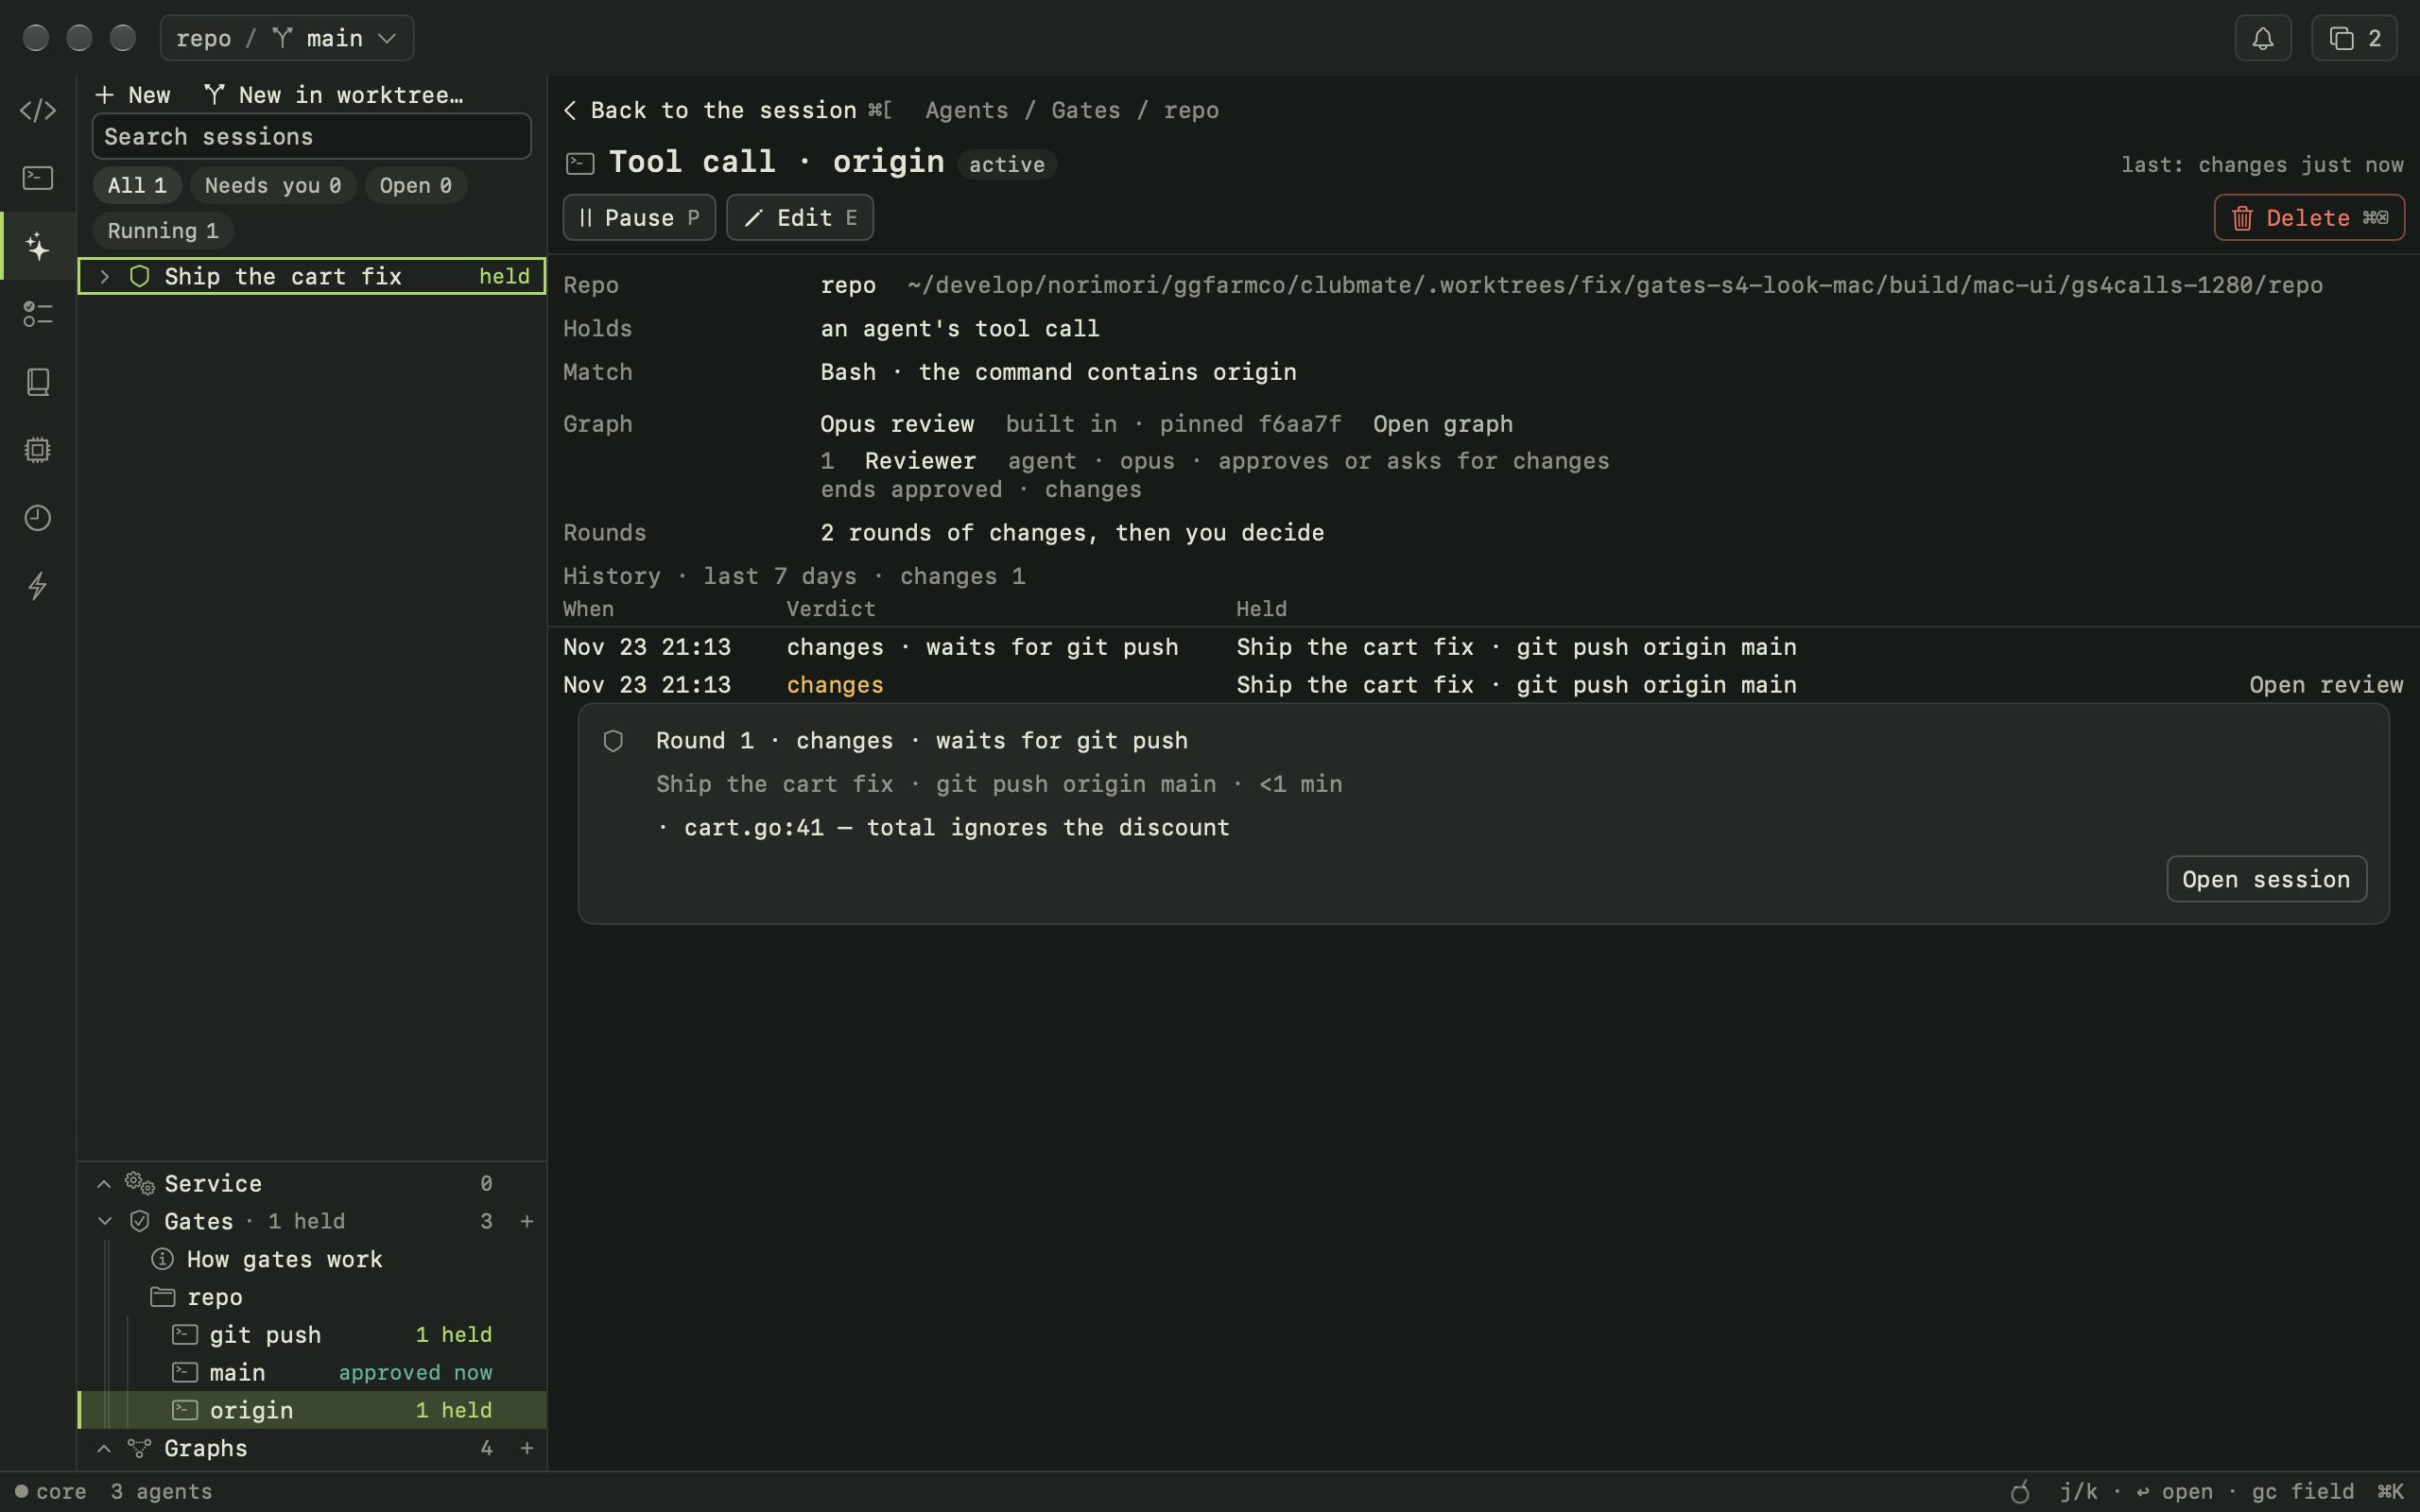 repo / main
2
New New in worktree…
Search sessions
All 1 Needs you 0 Open 0
Running 1
Ship the cart fix held
Back to the session ⌘[ Agents / Gates / repo
Tool call · origin active
last: changes just now
Pause P Edit E
Delete ⌘⌫
Repo repo ~/develop/norimori/ggfarmco/clubmate/.worktrees/fix/gates-s4-look-mac/build/mac-ui/gs4calls-1280/repo
Holds an agent's tool call
Match Bash · the command contains origin
Graph Opus review built in · pinned f6aa7f Open graph
1 Reviewer agent · opus · approves or asks for changes
ends approved · changes
Rounds 2 rounds of changes, then you decide
History · last 7 days · changes 1
When Verdict Held
Nov 23 21:13 changes · waits for git push Ship the cart fix · git push origin main
Nov 23 21:13 changes Ship the cart fix · git push origin main Open review
Round 1 · changes · waits for git push
Ship the cart fix · git push origin main · <1 min
· cart.go:41 — total ignores the discount
Open session
Service 0
Gates · 1 held 3 +
How gates work
repo
git push 1 held
main approved now
origin 1 held
Graphs 4 +
core 3 agents
j/k · ↩ open · gc field ⌘K